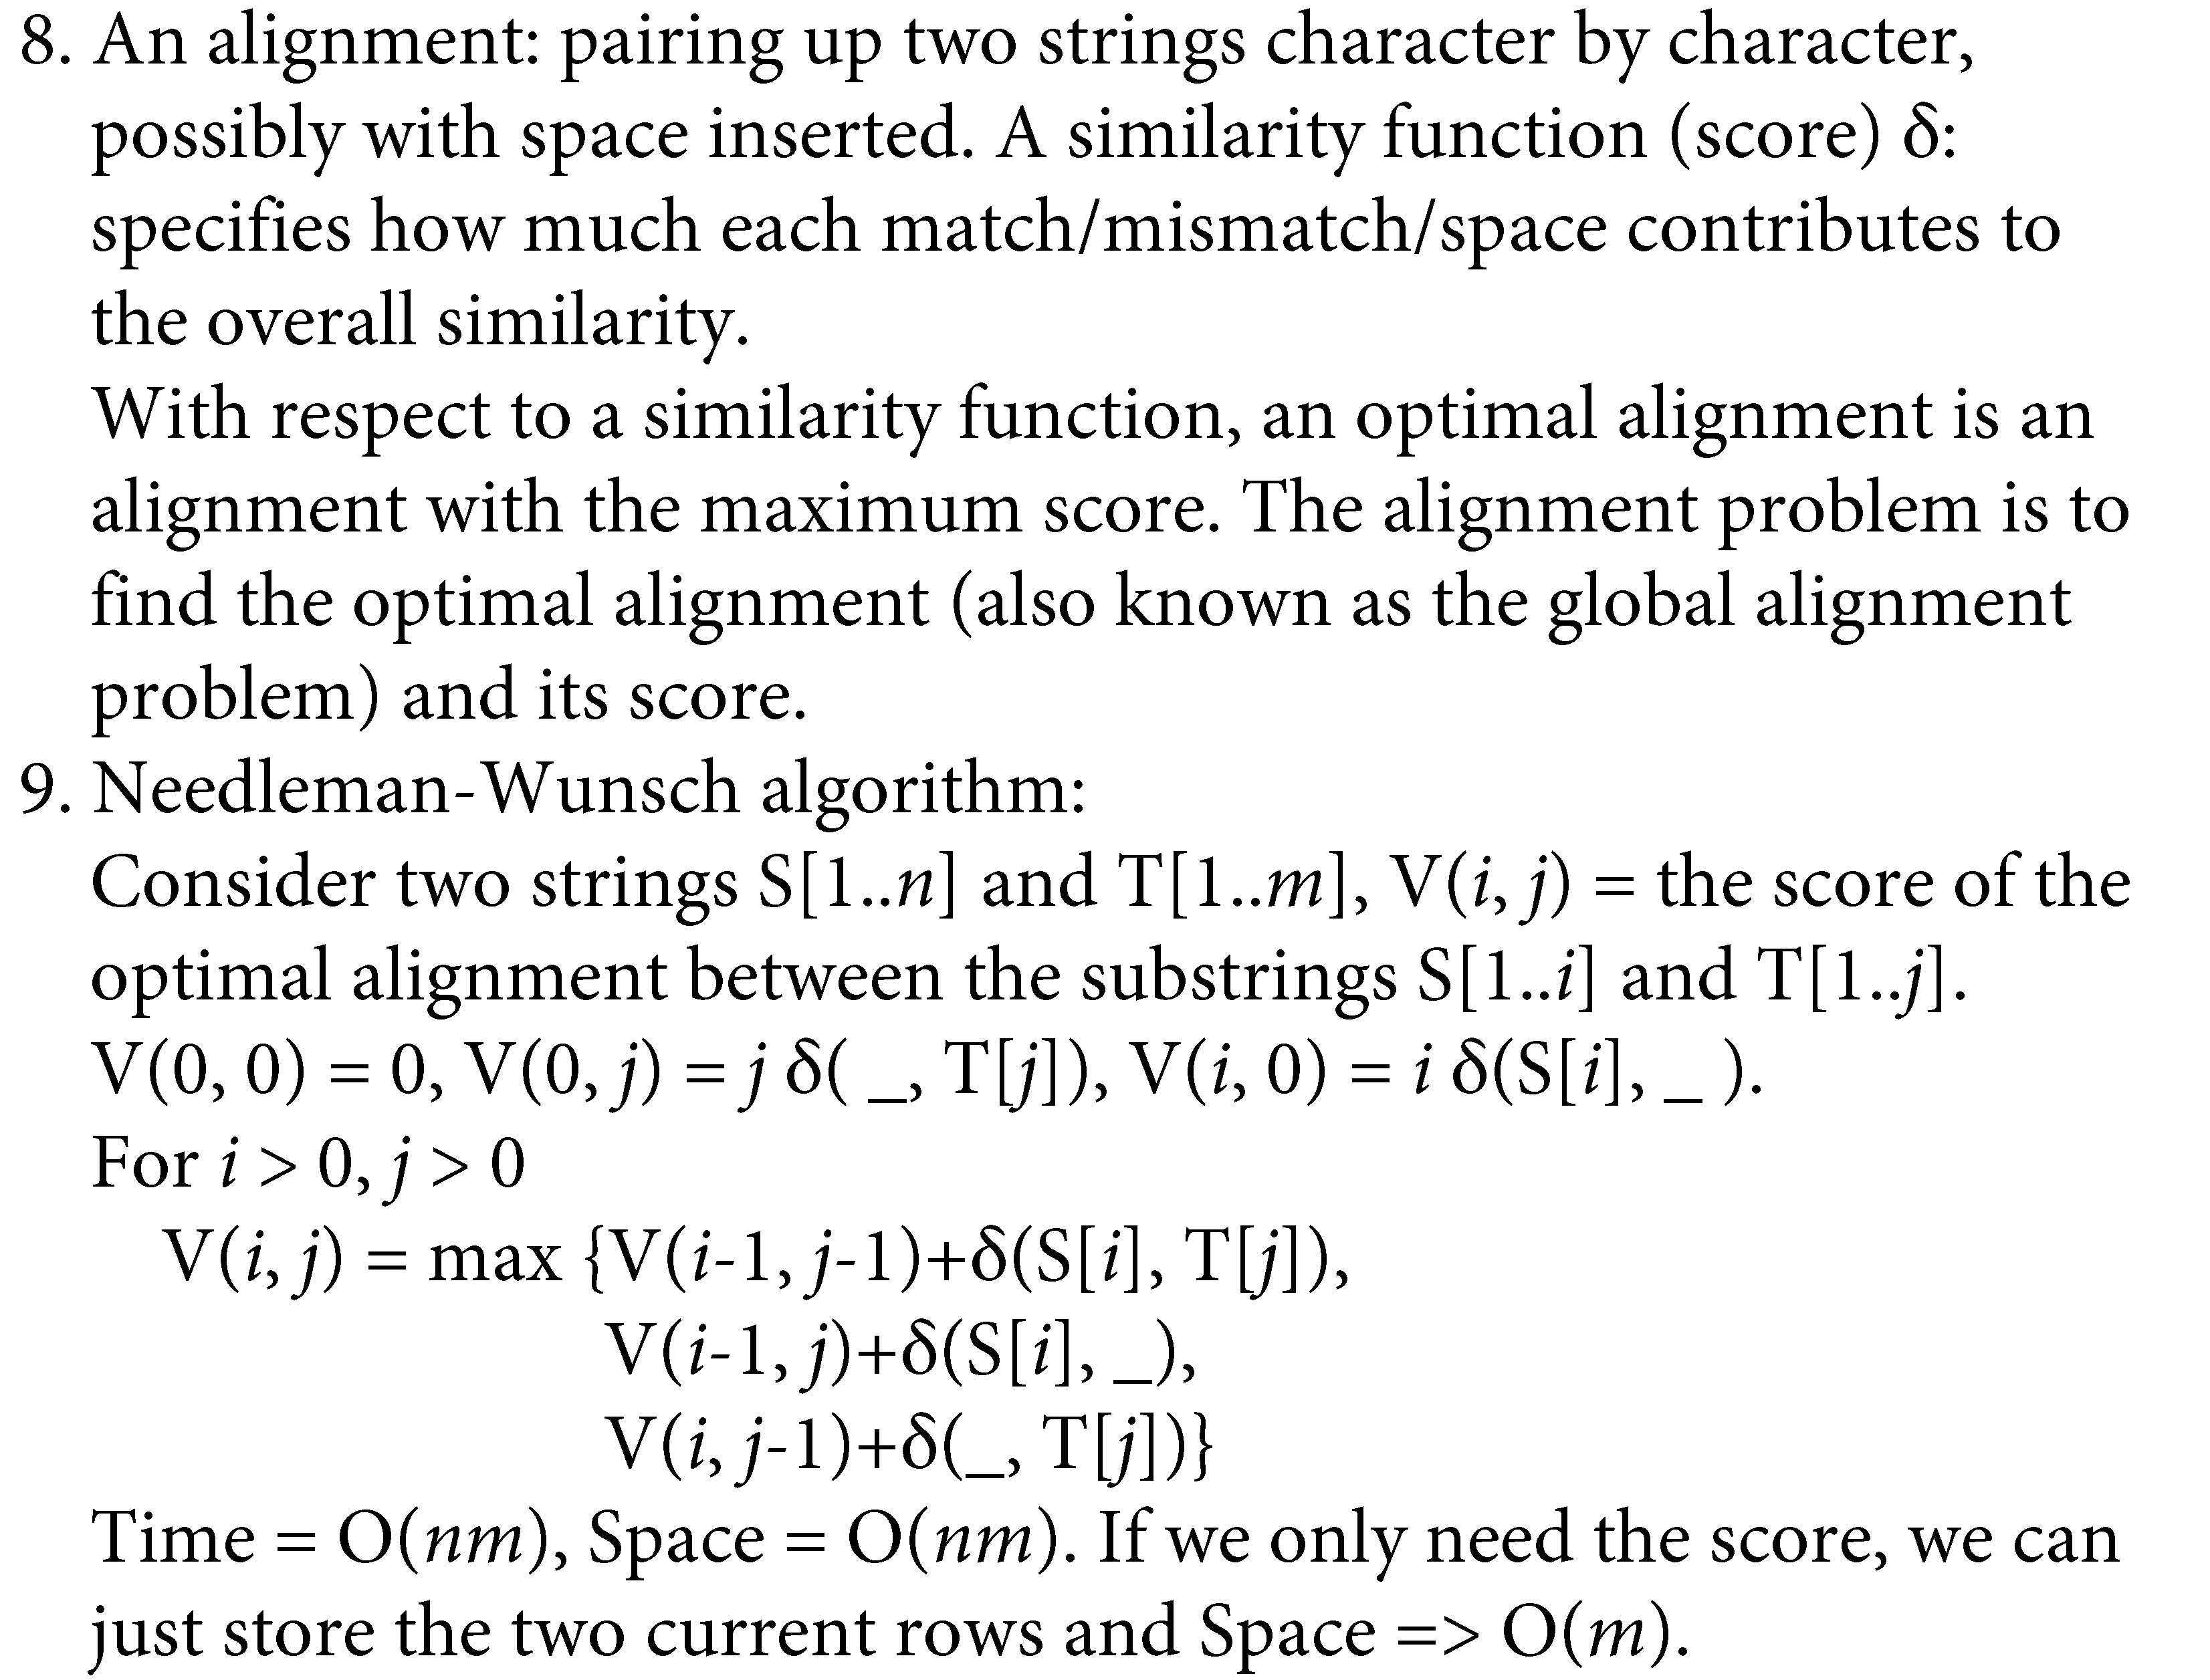 8. An alignment: pairing up two strings character by character,
possibly with space inserted. A similarity function (score) δ:
specifies how much each match/mismatch/space contributes to
the overall similarity.
With respect to a similarity function, an optimal alignment is an
alignment with the maximum score. The alignment problem is to
find the optimal alignment (also known as the global alignment
problem) and its score.
9. Needleman-Wunsch algorithm:
Consider two strings S[1..n] and T[1..m], V(i, j) = the score of the
optimal alignment between the substrings S[1..i] and T[1..j].
V(0, 0) = 0, V(0, j) = j δ( _, T[j]), V(i, 0) = i δ(S[i], _ ).
For i > 0, j > 0
V(i, j) = max {V(i-1, j-1)+δ(S[i], T[j]),
V(i-1, j)+δ(S[i], _),
V(i, j-1)+δ(_, T[j])}
Time = O(nm), Space = O(nm). If we only need the score, we can
just store the two current rows and Space => O(m).